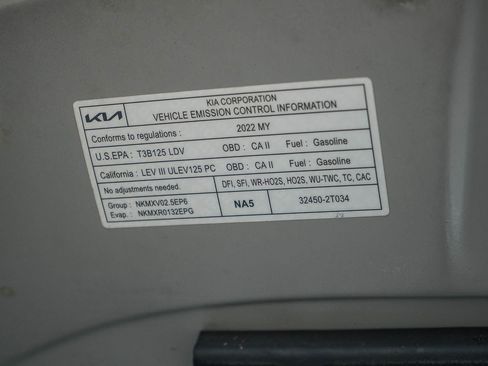 KIA CORPORATION
KIA VEHICLE EMISSION CONTROL INFORMATION
Conforms to regulations : 2022 MY
U.S.EPA : T3B125 LDV OBD : CA II Fuel : Gasoline
California : LEV III ULEV125 PC OBD : CA II Fuel : Gasoline
No adjustments needed. DFI, SFI, WR-HO2S, HO2S, WU-TWC, TC, CAC
Group : NKMXV02.5EP6
Evap. : NKMXR0132EPG
NA5
32450-2T034